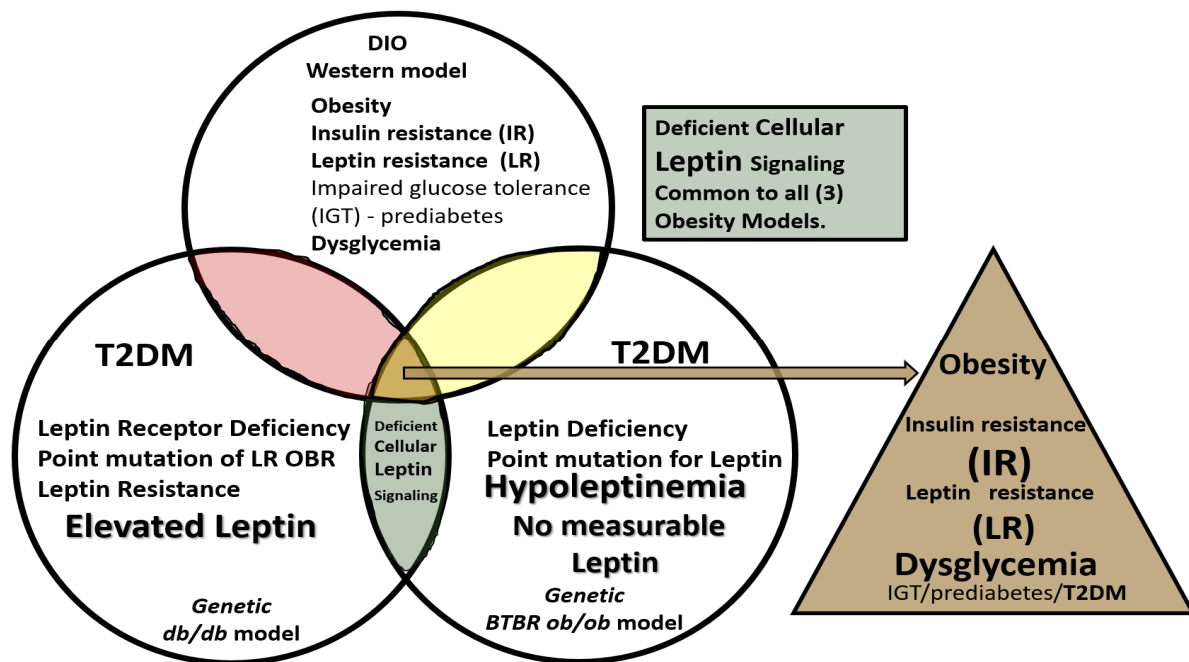 DIO
Western model
Obesity
Insulin resistance (IR)
Leptin resistance (LR)
Impaired glucose tolerance
(IGT) - prediabetes
Dysglycemia
Deficient Cellular
Leptin Signaling
Common to all (3)
Obesity Models.
T2DM
Leptin Receptor Deficiency
Point mutation of LR OBR
Leptin Resistance
Elevated Leptin
Genetic
db/db model
Deficient
Cellular
Leptin
Signaling
T2DM
Leptin Deficiency
Point mutation for Leptin
Hypoleptinemia
No measurable
Leptin
Genetic
BTBR ob/ob model
Obesity
Insulin resistance
(IR)
Leptin resistance
(LR)
Dysglycemia
IGT/prediabetes/T2DM